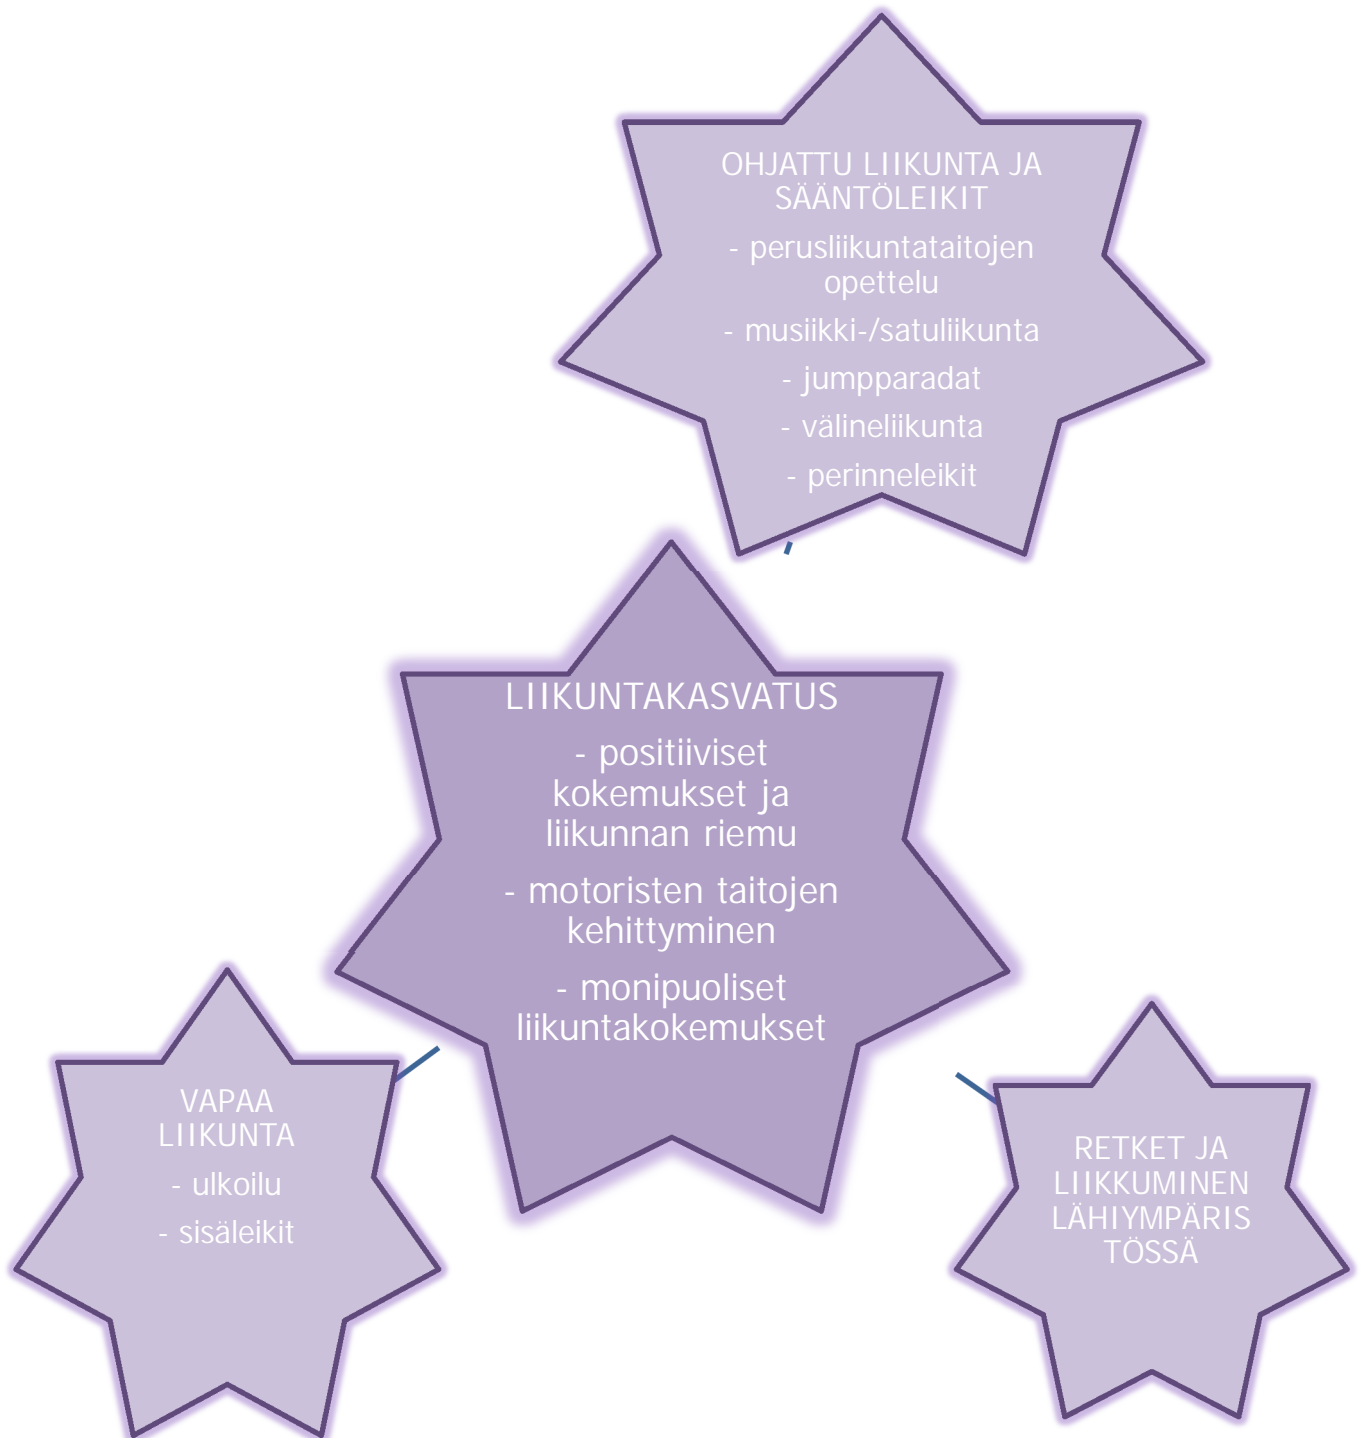 OHJATTU LIIKUNTA JA
SÄÄNTÖLEIKIT
- perusliikuntataitojen
opettelu
- musiikki-/satuliikunta
- jumpparadat
- välineliikunta
- perinneleikit
LIIKUNTAKASVATUS
- positiiviset
kokemukset ja
liikunnan riemu
- motoristen taitojen
kehittyminen
- monipuoliset
liikuntakokemukset
VAPAA
LIIKUNTA
- ulkoilu
- sisäleikit
RETKET JA
LIIKKUMINEN
LÄHIYMPÄRIS
TÖSSÄ